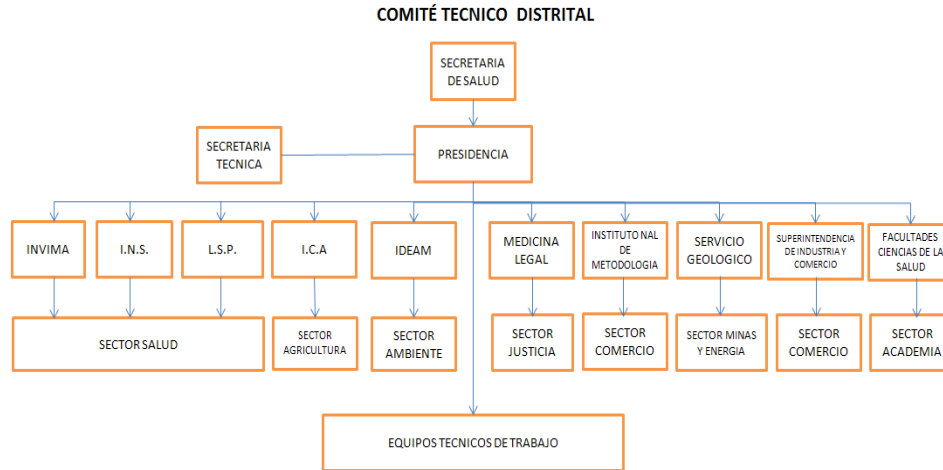 COMITÉ TECNICO DISTRITAL
SECRETARIA
DE SALUD
SECRETARIA
TECNICA
PRESIDENCIA
INVIMA
I.N.S.
L.S.P.
I.C.A
IDEAM
MEDICINA
LEGAL
INSTITUTO NAL
DE
METODOLOGIA
SERVICIO
GEOLOGICO
SUPERINTENDENCIA
DE INDUSTRIA Y
COMERCIO
FACULTADES
CIENCIAS DE LA
SALUD
SECTOR SALUD
SECTOR
AGRICULTURA
SECTOR
AMBIENTE
SECTOR
JUSTICIA
SECTOR
COMERCIO
SECTOR MINAS
Y ENERGIA
SECTOR
COMERCIO
SECTOR
ACADEMIA
EQUIPOS TECNICOS DE TRABAJO